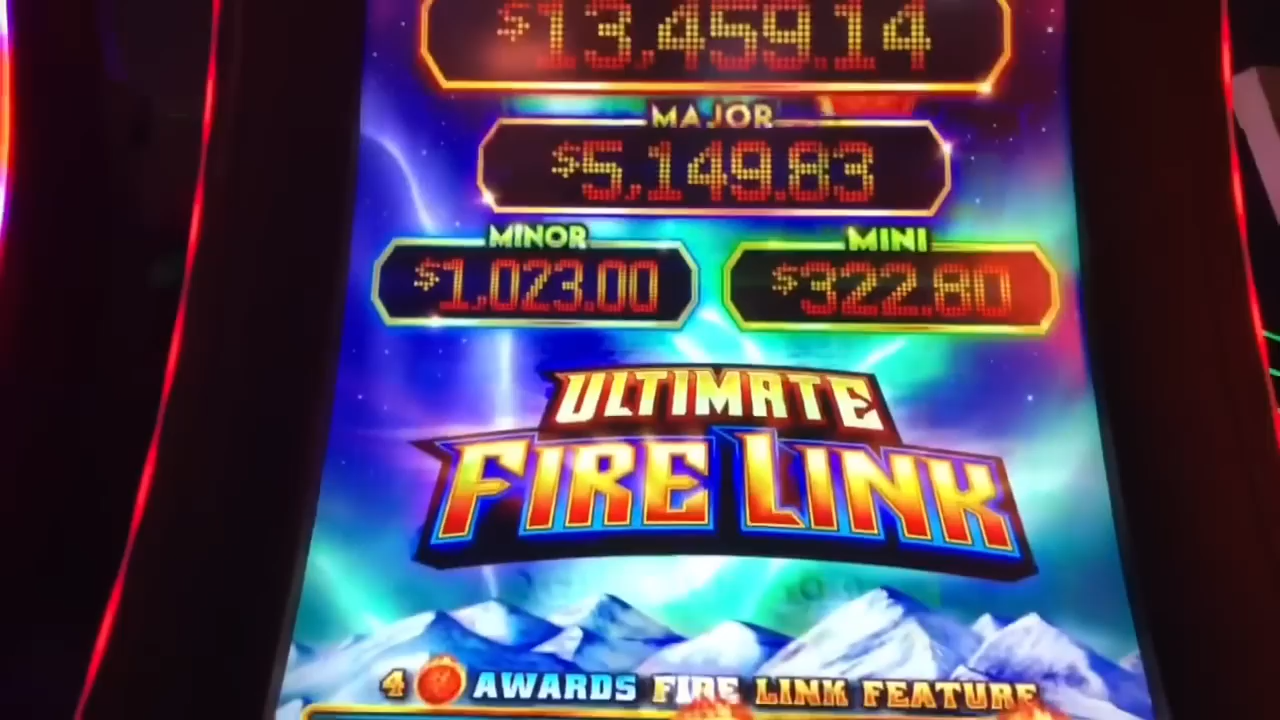 $13,459.14
MAJOR
$5,149.83
MINOR
MINI
$1,023.00
$322.80
ULTIMATE
FIRE LINK
4 AWARDS FIRE LINK FEATURE